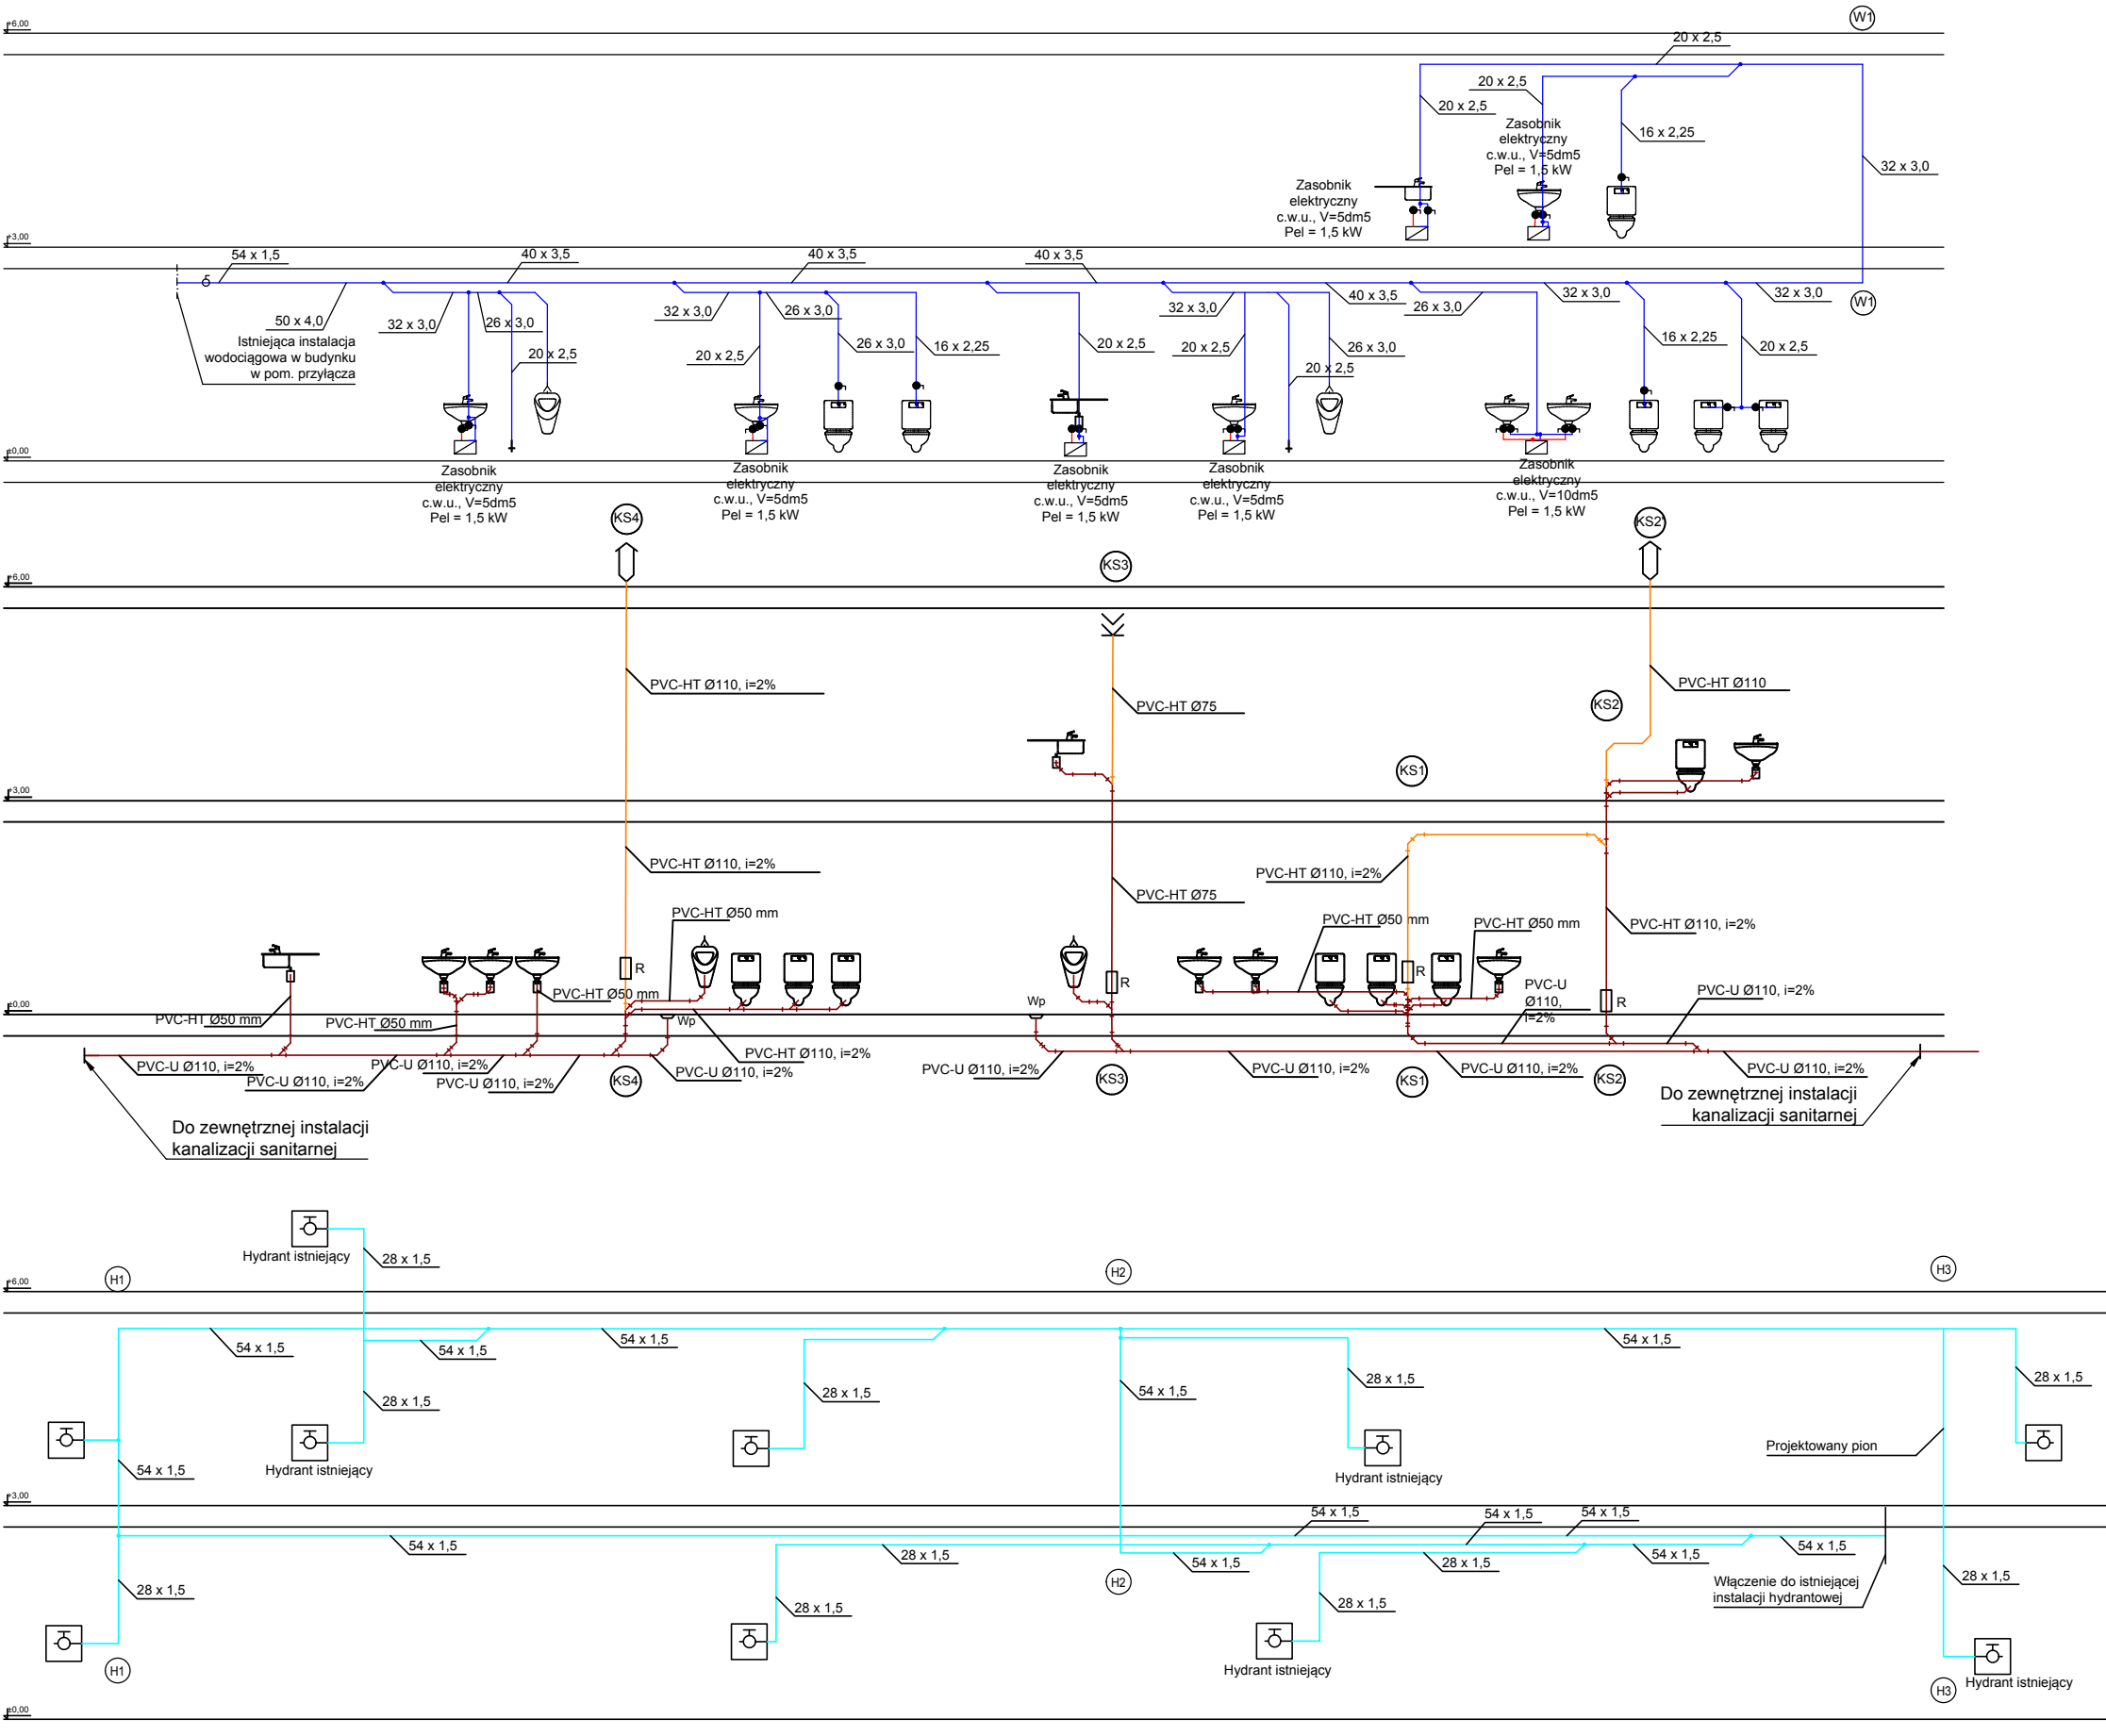 +6,00
W1
20 x 2,5
20 x 2,5
20 x 2,5
Zasobnik
elektryczny
c.w.u., V=5dm5
Pel = 1,5 kW
16 x 2,25
32 x 3,0
Zasobnik
elektryczny
c.w.u., V=5dm5
Pel = 1,5 kW
+3,00
54 x 1,5
40 x 3,5
40 x 3,5
40 x 3,5
50 x 4,0
32 x 3,0
26 x 3,0
32 x 3,0
26 x 3,0
32 x 3,0
40 x 3,5
26 x 3,0
32 x 3,0
32 x 3,0
W1
Istniejąca instalacja
wodociągowa w budynku
w pom. przyłącza
20 x 2,5
20 x 2,5
26 x 3,0
16 x 2,25
20 x 2,5
20 x 2,5
20 x 2,5
26 x 3,0
16 x 2,25
20 x 2,5
±0,00
Zasobnik
elektryczny
c.w.u., V=5dm5
Pel = 1,5 kW
Zasobnik
elektryczny
c.w.u., V=5dm5
Pel = 1,5 kW
Zasobnik
elektryczny
c.w.u., V=5dm5
Pel = 1,5 kW
Zasobnik
elektryczny
c.w.u., V=5dm5
Pel = 1,5 kW
Zasobnik
elektryczny
c.w.u., V=10dm5
Pel = 1,5 kW
KS4
KS3
KS2'
+6,00
PVC-HT Ø110, i=2%
PVC-HT Ø75
PVC-HT Ø110
KS2
KS1
+3,00
PVC-HT Ø110, i=2%
PVC-HT Ø75
PVC-HT Ø110, i=2%
PVC-HT Ø50 mm
PVC-HT Ø50 mm
PVC-HT Ø50 mm
PVC-HT Ø110, i=2%
R
R
R
R
PVC-HT Ø50 mm
PVC-U
Ø110,
i=2%
PVC-U Ø110, i=2%
±0,00
PVC-HT Ø50 mm
PVC-HT Ø50 mm
Wp
Wp
PVC-HT Ø110, i=2%
PVC-U Ø110, i=2%
PVC-U Ø110, i=2%
PVC-U Ø110, i=2%
PVC-U Ø110, i=2%
PVC-U Ø110, i=2%
PVC-U Ø110, i=2%
PVC-U Ø110, i=2%
PVC-U Ø110, i=2%
PVC-U Ø110, i=2%
KS4
KS3
KS1
KS2
Do zewnętrznej instalacji
kanalizacji sanitarnej
Do zewnętrznej instalacji
kanalizacji sanitarnej
Hydrant istniejący
28 x 1,5
+6,00
H1
H2
H3
54 x 1,5
54 x 1,5
54 x 1,5
54 x 1,5
28 x 1,5
28 x 1,5
54 x 1,5
28 x 1,5
28 x 1,5
Hydrant istniejący
54 x 1,5
Hydrant istniejący
Projektowany pion
+3,00
54 x 1,5
54 x 1,5
54 x 1,5
54 x 1,5
28 x 1,5
54 x 1,5
28 x 1,5
54 x 1,5
54 x 1,5
H2
28 x 1,5
28 x 1,5
28 x 1,5
Włączenie do istniejącej
instalacji hydrantowej
28 x 1,5
H1
Hydrant istniejący
H3
Hydrant istniejący
±0,00